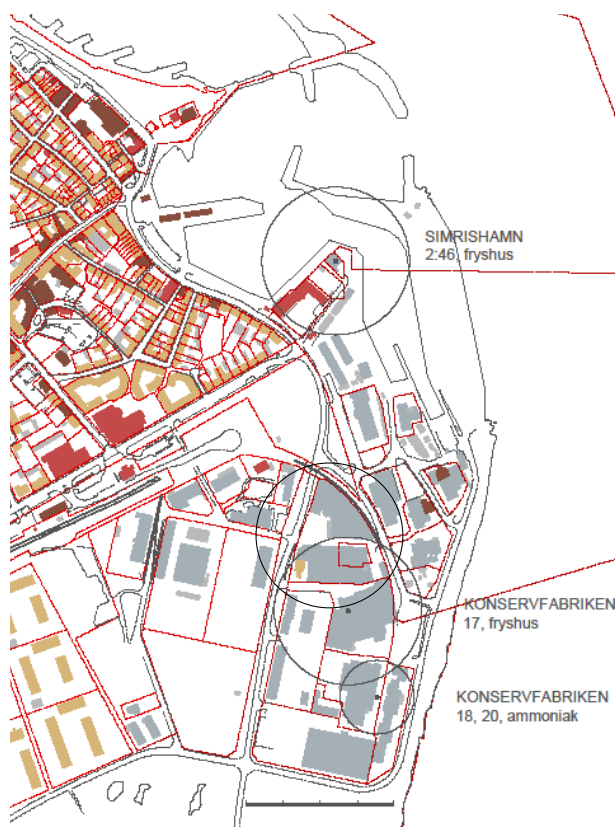 SIMRISHAMN
2:46, fryshus
KONSERVFABRIKEN
17, fryshus
KONSERVFABRIKEN
18, 20, ammoniak